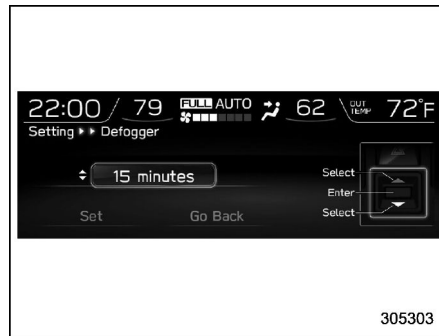 22:00 / 79 FULL AUTO 62 OUT TEMP 72°F
Setting ▸▸ Defogger
15 minutes
Select
Enter
Select
Set Go Back
305303